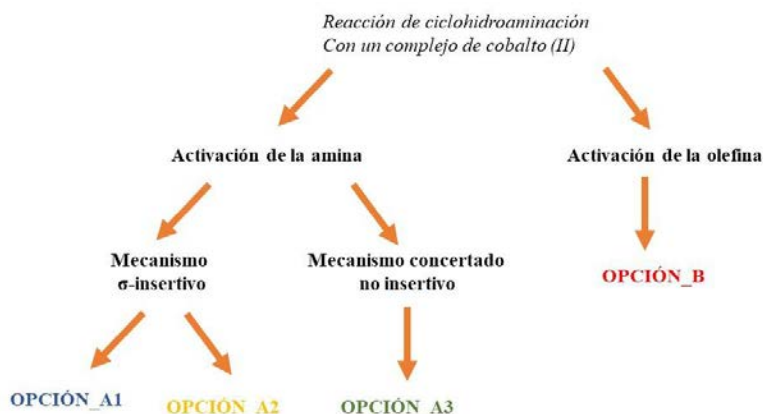 Reacción de ciclohidroaminación
Con un complejo de cobalto (II)
Activación de la amina
Activación de la olefina
Mecanismo
σ-insertivo
Mecanismo concertado
no insertivo
OPCIÓN_B
OPCIÓN_A1
OPCIÓN_A2
OPCIÓN_A3